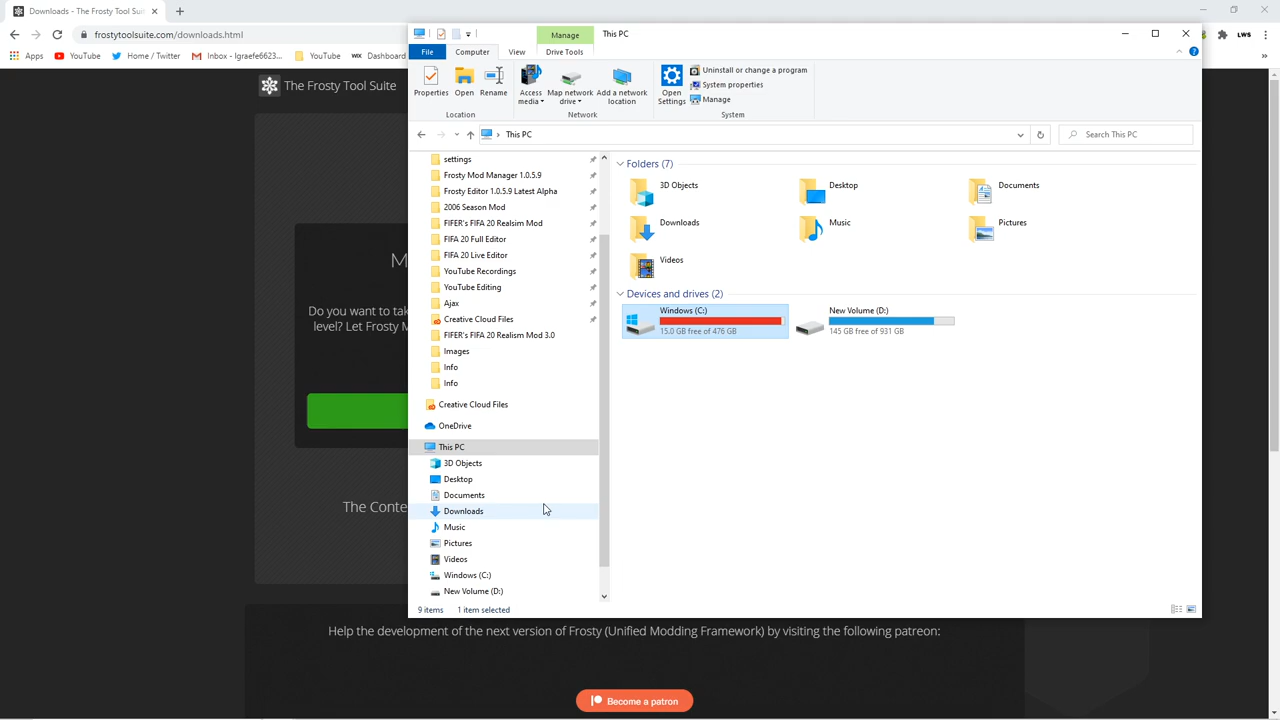 Downloads - The Frosty Tool Suit
frostytoolsuite.com/downloads.html
Apps
YouTube
Home / Twitter
Inbox - lgraefe6623...
YouTube
Dashboard
LWS
The Frosty Tool Suite
M
Do you want to tak
level? Let Frosty M
The Conte
Help the development of the next version of Frosty (Unified Modding Framework) by visiting the following patreon:
Become a patron
Manage
This PC
File
Computer
View
Drive Tools
Properties
Open
Rename
Access media
Map network drive
Add a network location
Open Settings
Uninstall or change a program
System properties
Manage
Location
Network
System
This PC
Search This PC
settings
Frosty Mod Manager 1.0.5.9
Frosty Editor 1.0.5.9 Latest Alpha
2006 Season Mod
FIFER's FIFA 20 Realsim Mod
FIFA 20 Full Editor
FIFA 20 Live Editor
YouTube Recordings
YouTube Editing
Ajax
Creative Cloud Files
FIFER's FIFA 20 Realism Mod 3.0
Images
Info
Info
Creative Cloud Files
OneDrive
This PC
3D Objects
Desktop
Documents
Downloads
Music
Pictures
Videos
Windows (C:)
New Volume (D:)
Folders (7)
3D Objects
Desktop
Documents
Downloads
Music
Pictures
Videos
Devices and drives (2)
Windows (C:)
15.0 GB free of 476 GB
New Volume (D:)
145 GB free of 931 GB
9 items
1 item selected